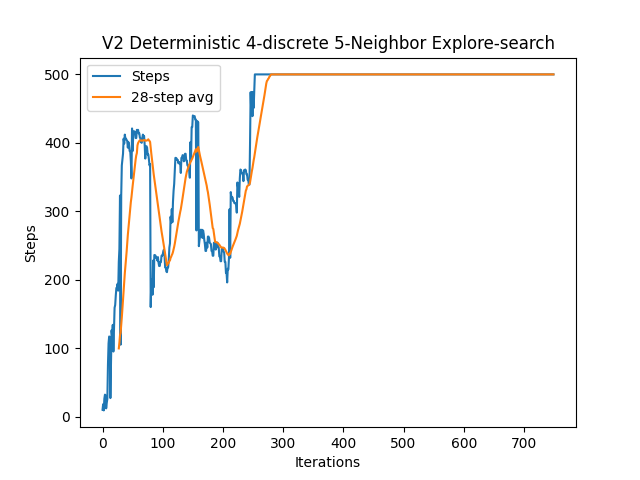 V2 Deterministic 4-discrete 5-Neighbor Explore-search
Steps
28-step avg
500
400
300
200
100
0
Steps
0 100 200 300 400 500 600 700
Iterations